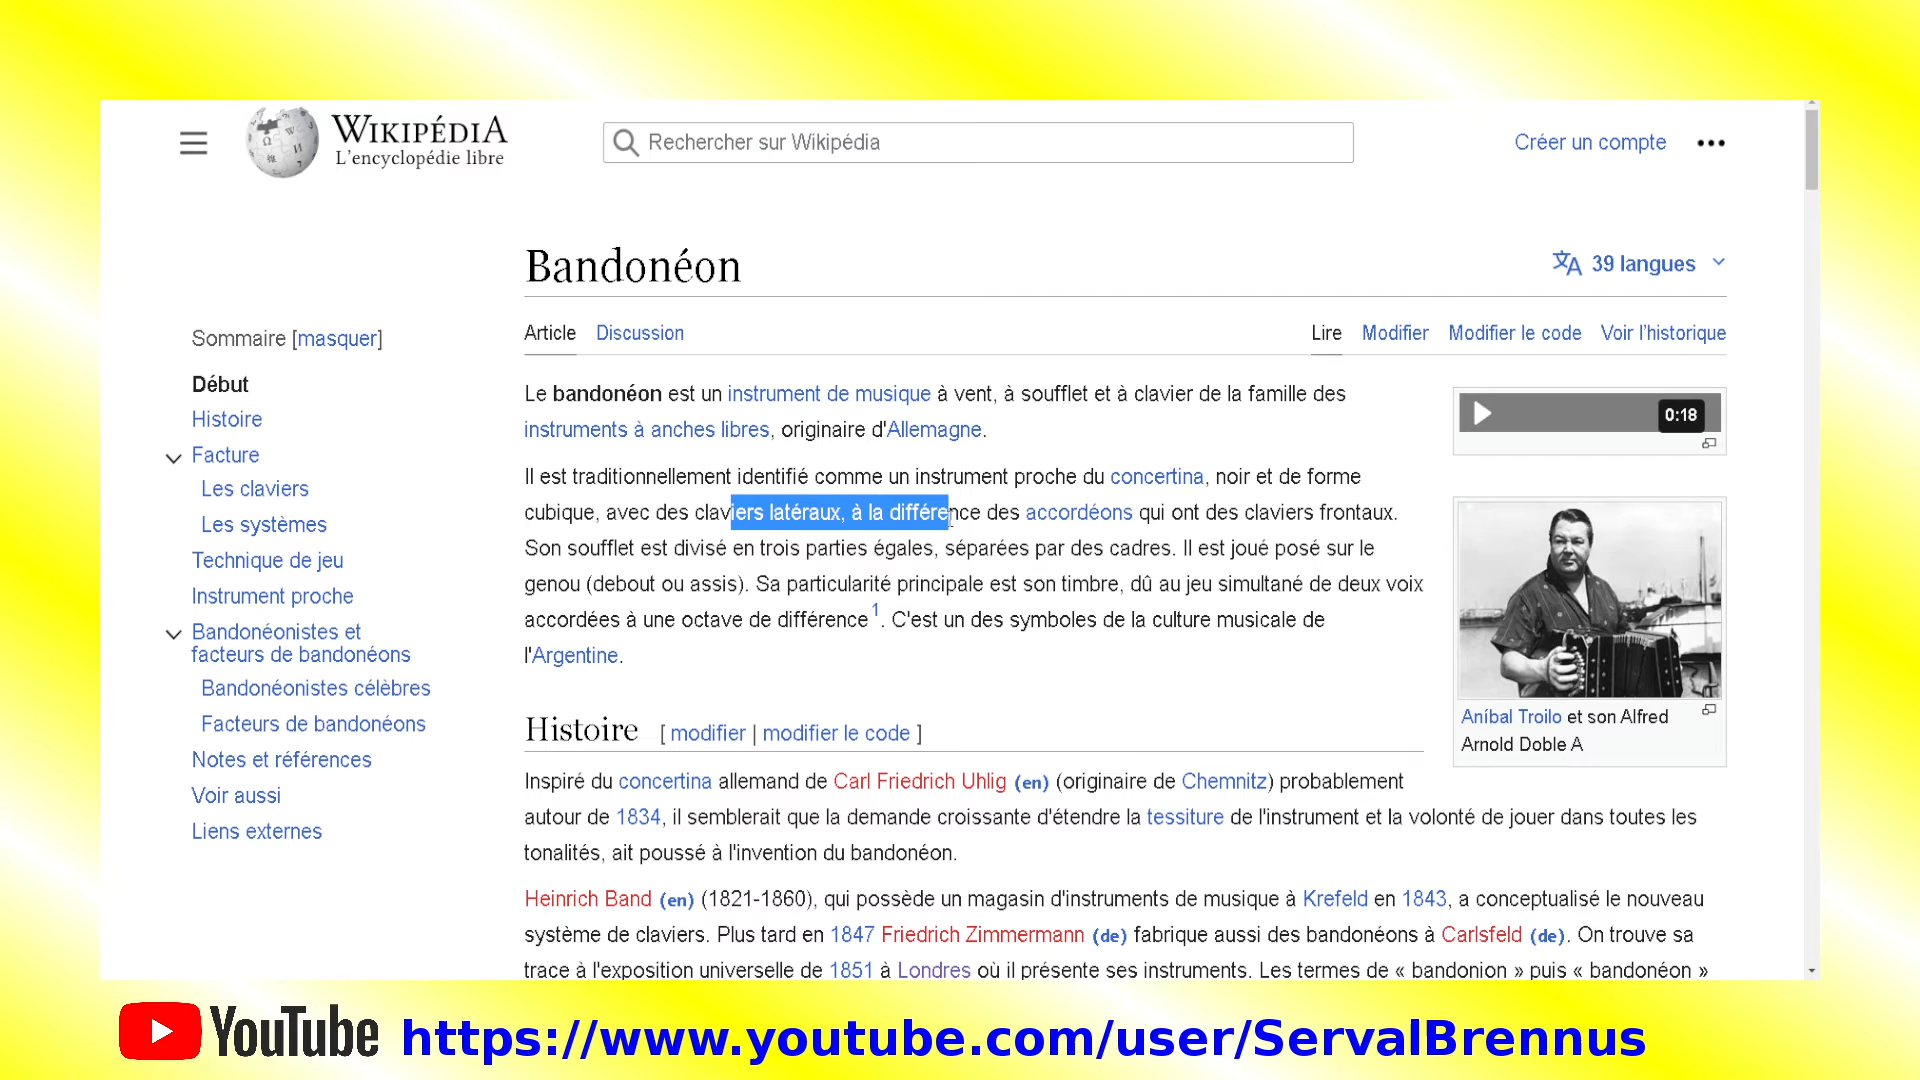 WIKIPÉDIA
L'encyclopédie libre
Rechercher sur Wikipédia
Créer un compte
Bandonéon
39 langues
Article Discussion
Lire Modifier Modifier le code Voir l'historique
Sommaire [masquer]
Début
Histoire
Facture
Les claviers
Les systèmes
Technique de jeu
Instrument proche
Bandonéonistes et
facteurs de bandonéons
Bandonéonistes célèbres
Facteurs de bandonéons
Notes et références
Voir aussi
Liens externes
Le bandonéon est un instrument de musique à vent, à soufflet et à clavier de la famille des
instruments à anches libres, originaire d'Allemagne.
Il est traditionnellement identifié comme un instrument proche du concertina, noir et de forme
cubique, avec des claviers latéraux, à la différence des accordéons qui ont des claviers frontaux.
Son soufflet est divisé en trois parties égales, séparées par des cadres. Il est joué posé sur le
genou (debout ou assis). Sa particularité principale est son timbre, dû au jeu simultané de deux voix
accordées à une octave de différence 1. C'est un des symboles de la culture musicale de
l'Argentine.
0:18
Aníbal Troilo et son Alfred
Arnold Doble A
Histoire [ modifier | modifier le code ]
Inspiré du concertina allemand de Carl Friedrich Uhlig (en) (originaire de Chemnitz) probablement
autour de 1834, il semblerait que la demande croissante d'étendre la tessiture de l'instrument et la volonté de jouer dans toutes les
tonalités, ait poussé à l'invention du bandonéon.
Heinrich Band (en) (1821-1860), qui possède un magasin d'instruments de musique à Krefeld en 1843, a conceptualisé le nouveau
système de claviers. Plus tard en 1847 Friedrich Zimmermann (de) fabrique aussi des bandonéons à Carlsfeld (de). On trouve sa
trace à l'exposition universelle de 1851 à Londres où il présente ses instruments. Les termes de « bandonion » puis « bandonéon »
YouTube https://www.youtube.com/user/ServalBrennus